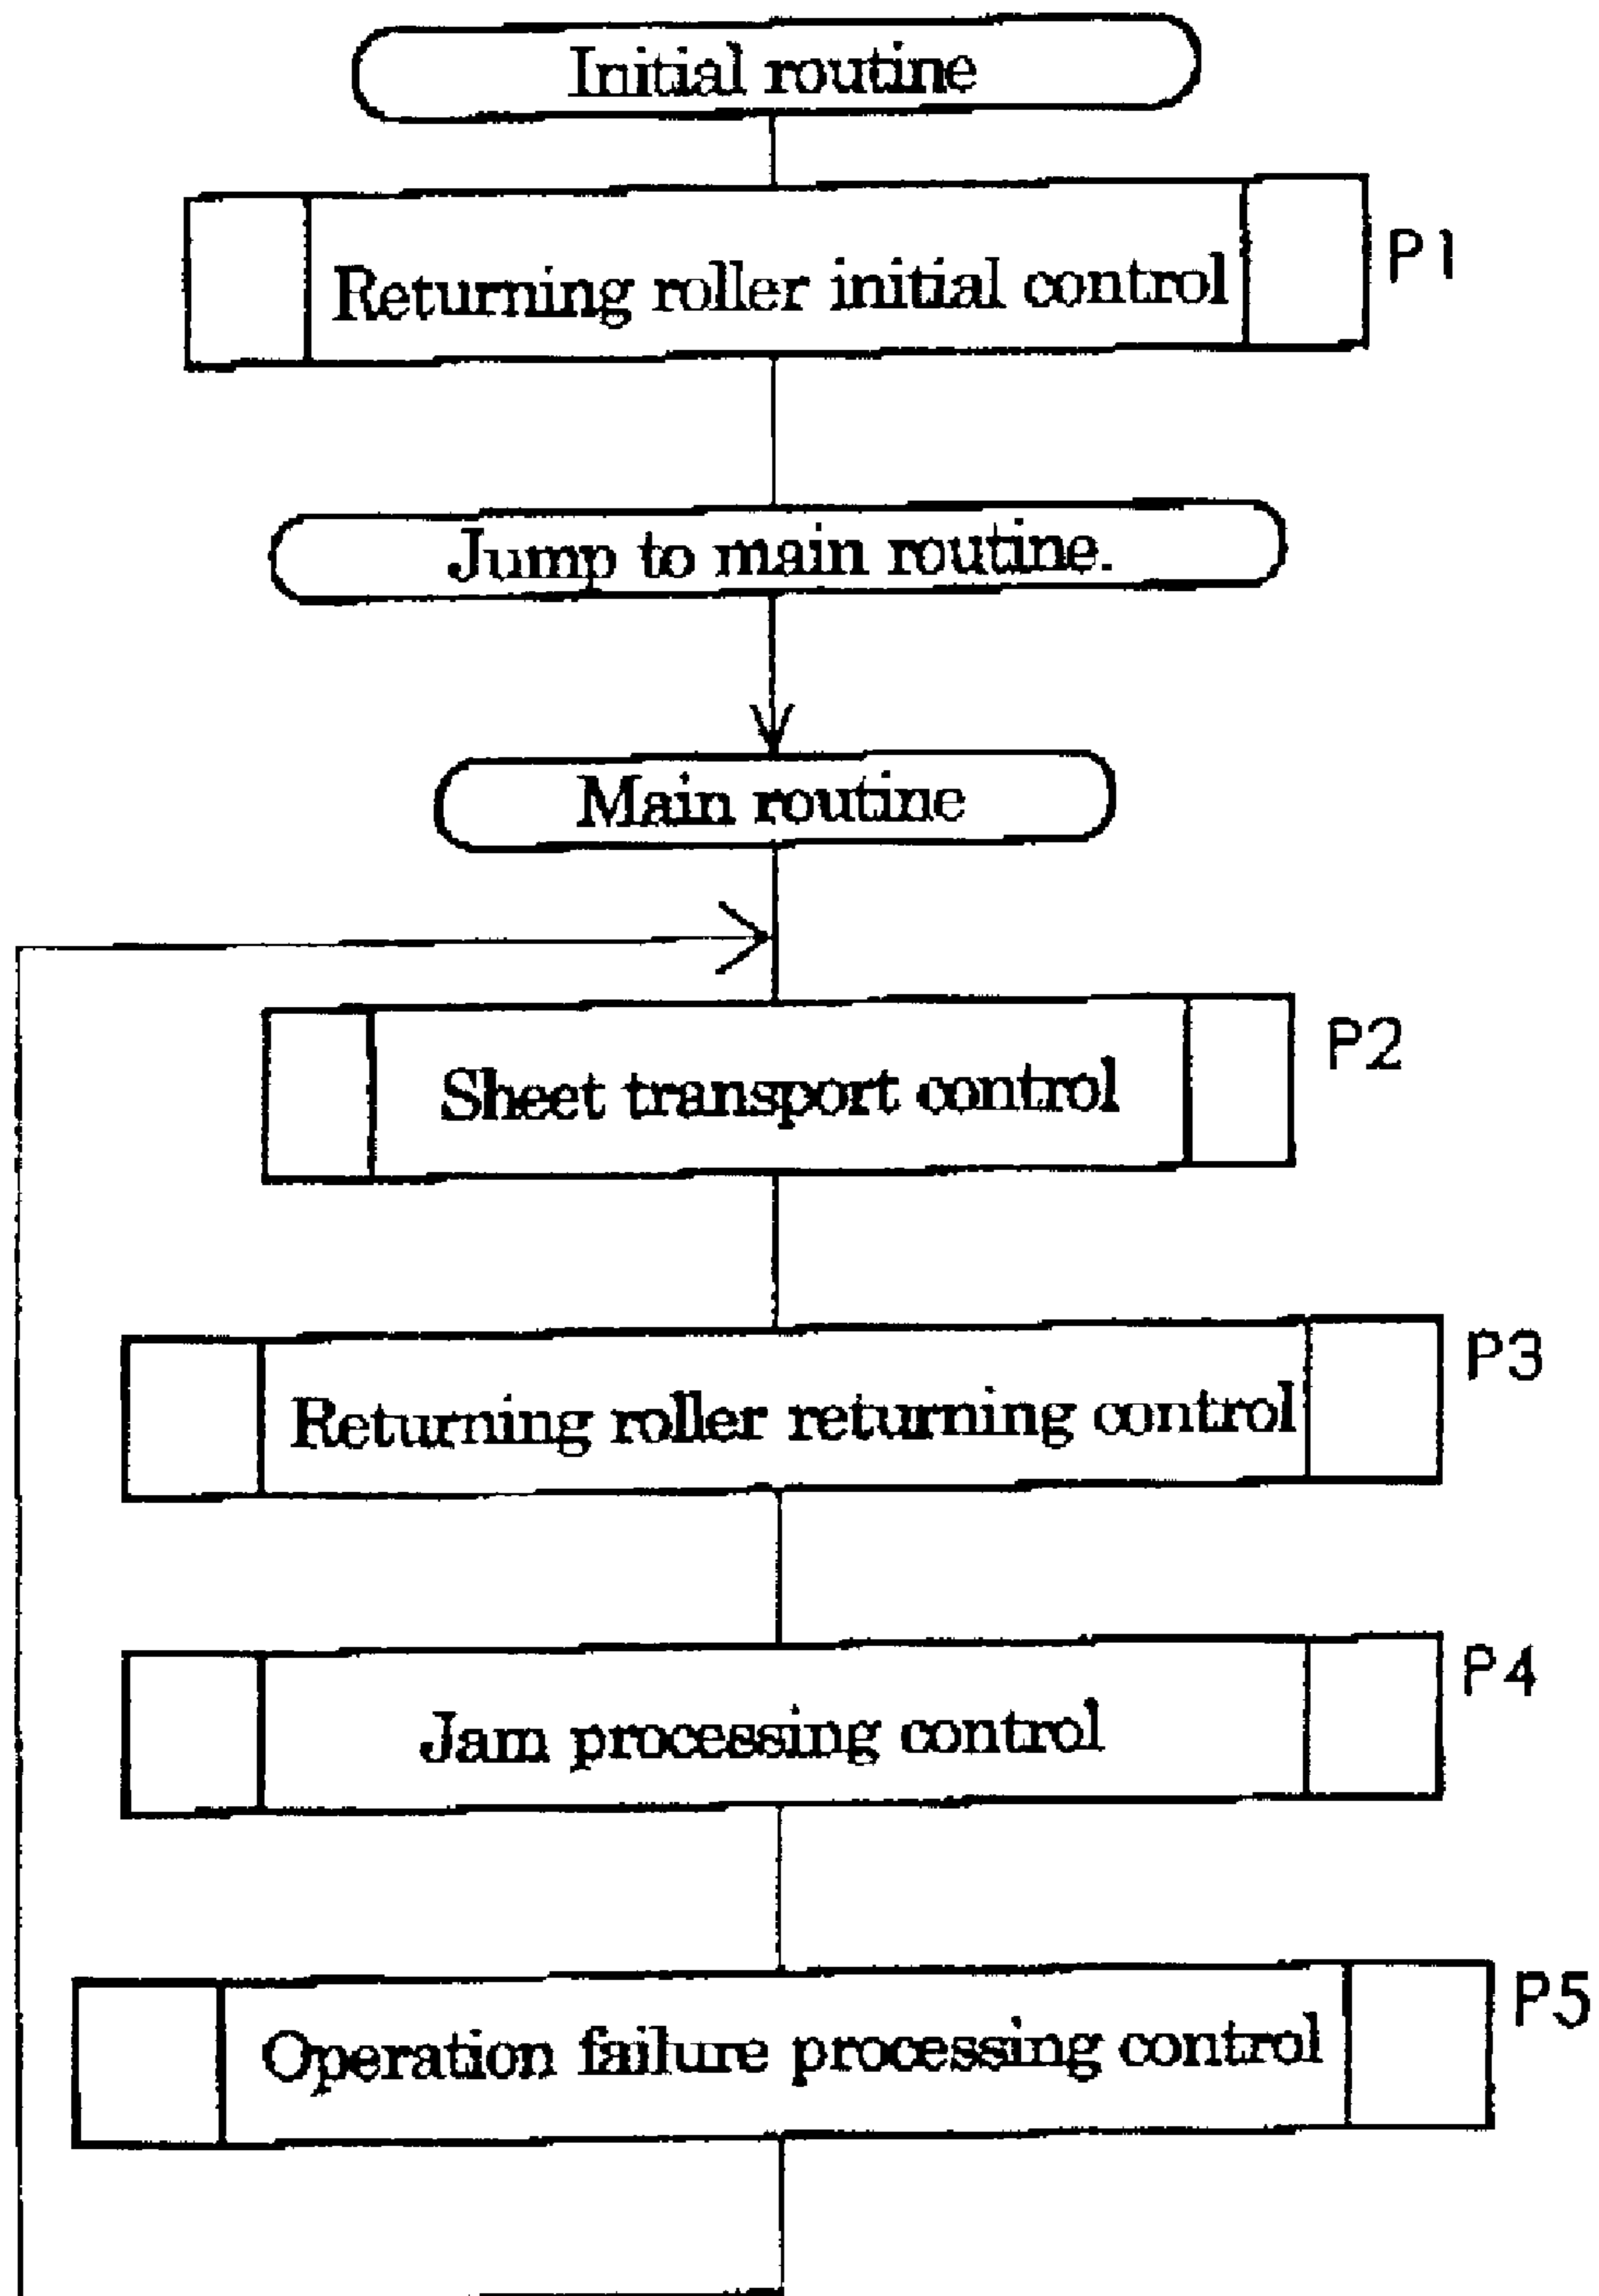 Initial routine
Returning roller initial control
P1
Jump to main routine.
Main routine
Sheet transport control
P2
Returning roller returning control
P3
Jam processing control
P4
Operation failure processing control
P5